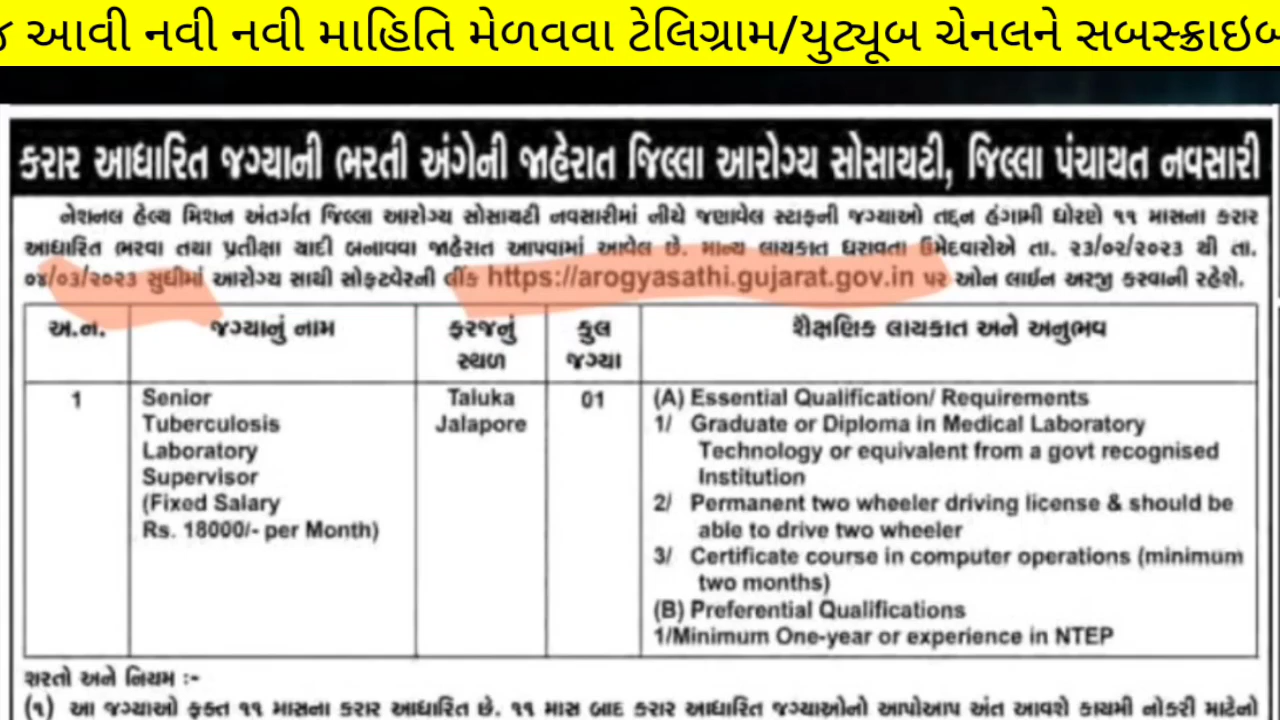 આવી નવી નવી માહિતિ મેળવવા ટેલિગ્રામ/યુટ્યૂબ ચેનલને સબસ્ક્રાઇબ
કરાર આધારિત જગ્યાની ભરતી અંગેની જાહેરાત જિલ્લા આરોગ્ય સોસાયટી, જિલ્લા પંચાયત નવસારી
નેશનલ હેલ્થ મિશન અંતર્ગત જિલ્લા આરોગ્ય સોસાયટી નવસારીમાં નીચે જણાવેલ સ્ટાફની જગ્યાઓ તદ્દન હંગામી ધોરણે ૧૧ માસના કરાર
આધારિત ભરવા તથા પ્રતીક્ષા યાદી બનાવવા જાહેરાત આપવામાં આવેલ છે. માન્ય લાયકાત ધરાવતા ઉમેદવારોએ તા. ૨૩/૦૨/૨૦૨૩ થી તા.
૦૪/૦૩/૨૦૨૩ સુધીમાં આરોગ્ય સાથી સોફટવેરની લીંક https://arogyasathi.gujarat.gov.in પર ઓન લાઈન અરજી કરવાની રહેશે.
અ.નં. જગ્યાનું નામ ફરજનું સ્થળ કુલ જગ્યા શૈક્ષણિક લાયકાત અને અનુભવ
1 Senior Tuberculosis Laboratory Supervisor (Fixed Salary Rs. 18000/- per Month) Taluka Jalapore 01 (A) Essential Qualification/ Requirements
1/ Graduate or Diploma in Medical Laboratory
Technology or equivalent from a govt recognised
Institution
2/ Permanent two wheeler driving license & should be
able to drive two wheeler
3/ Certificate course in computer operations (minimum
two months)
(B) Preferential Qualifications
1/Minimum One-year or experience in NTEP
શરતો અને નિયમ :-
(૧) આ જગ્યાઓ ફક્ત ૧૧ માસના કરાર આધારિત છે. ૧૧ માસ બાદ કરાર આધારિત જગ્યાઓનો આપોઆપ અંત આવશે કાયમી નોકરી માટેનો